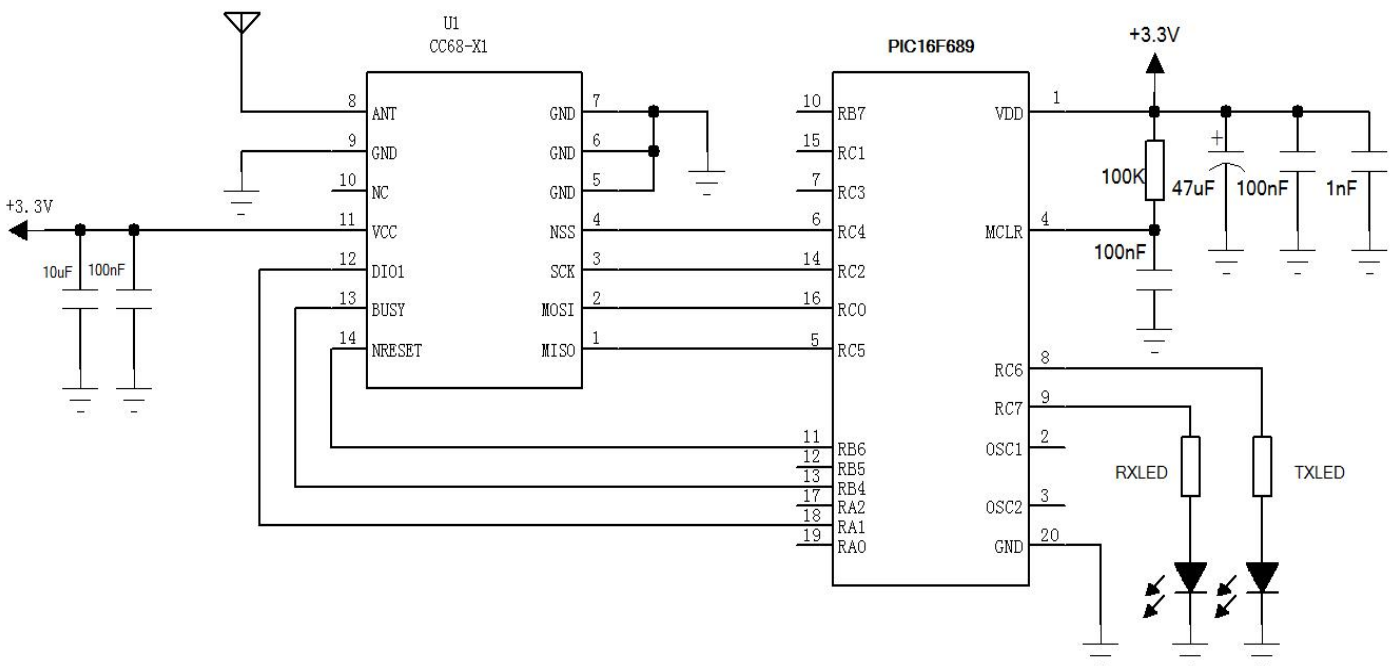 U1
CC68-X1
8 ANT
9 GND
10 NC
11 VCC
12 DIO1
13 BUSY
14 NRESET
GND 7
GND 6
GND 5
NSS 4
SCK 3
MOSI 2
MISO 1
+3.3V
10uF 100nF
PIC16F689
10 RB7
15 RC1
7 RC3
6 RC4
14 RC2
16 RC0
5 RC5
11 RB6
12 RB5
13 RB4
17 RA2
18 RA1
19 RA0
VDD 1
MCLR 4
RC6 8
RC7 9
OSC1 2
OSC2 3
GND 20
+3.3V
100K
+
47uF 100nF 1nF
100nF
RXLED TXLED